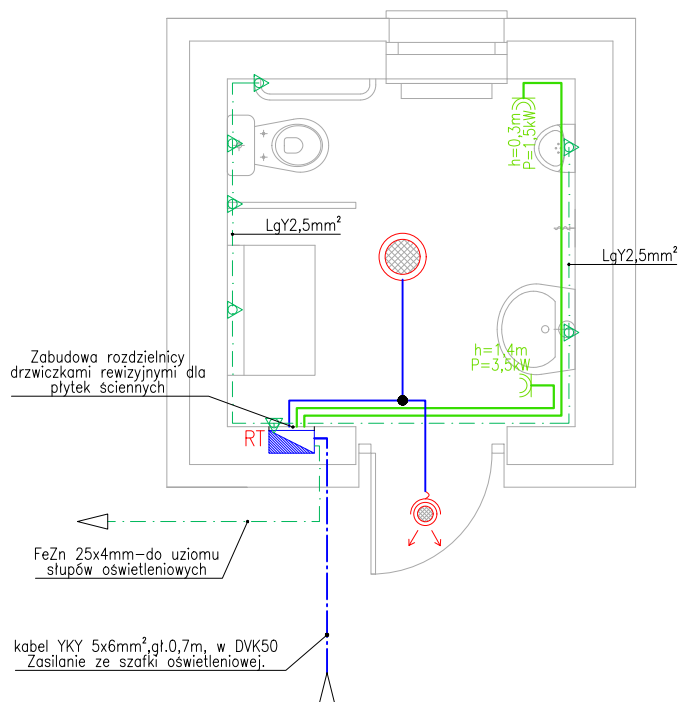 h=0,3m
P=1,5kW
LgY2,5mm²
LgY2,5mm²
Zabudowa rozdzielnicy
drzwiczkami rewizyjnymi dla
płytek ściennych
h=1,4m
P=3,5kW
RT
FeZn 25x4mm-do uziomu
słupów oświetleniowych
kabel YKY 5x6mm²,gł.0,7m, w DVK50
Zasilanie ze szafki oświetleniowej.